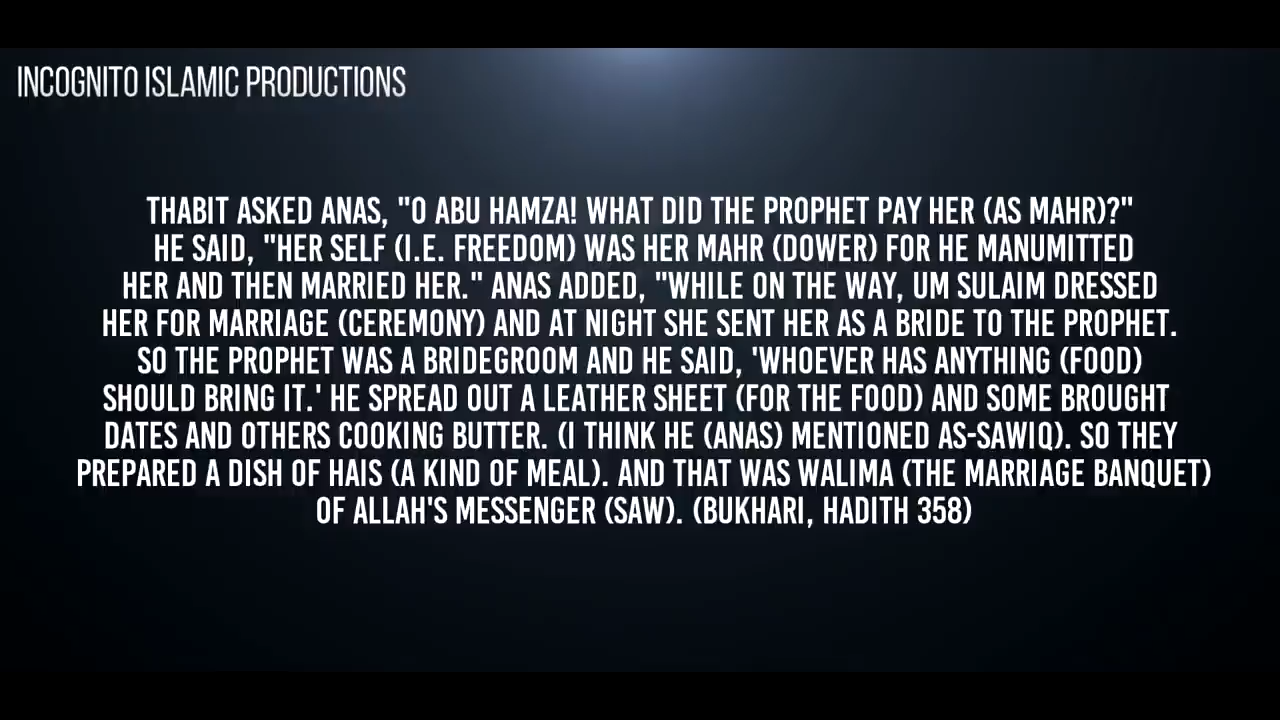 INCOGNITO ISLAMIC PRODUCTIONS
THABIT ASKED ANAS, "O ABU HAMZA! WHAT DID THE PROPHET PAY HER (AS MAHR)?"
HE SAID, "HER SELF (I.E. FREEDOM) WAS HER MAHR (DOWER) FOR HE MANUMITTED
HER AND THEN MARRIED HER." ANAS ADDED, "WHILE ON THE WAY, UM SULAIM DRESSED
HER FOR MARRIAGE (CEREMONY) AND AT NIGHT SHE SENT HER AS A BRIDE TO THE PROPHET.
SO THE PROPHET WAS A BRIDEGROOM AND HE SAID, 'WHOEVER HAS ANYTHING (FOOD)
SHOULD BRING IT.' HE SPREAD OUT A LEATHER SHEET (FOR THE FOOD) AND SOME BROUGHT
DATES AND OTHERS COOKING BUTTER. (I THINK HE (ANAS) MENTIONED AS-SAWIQ). SO THEY
PREPARED A DISH OF HAIS (A KIND OF MEAL). AND THAT WAS WALIMA (THE MARRIAGE BANQUET)
OF ALLAH'S MESSENGER (SAW). (BUKHARI, HADITH 358)